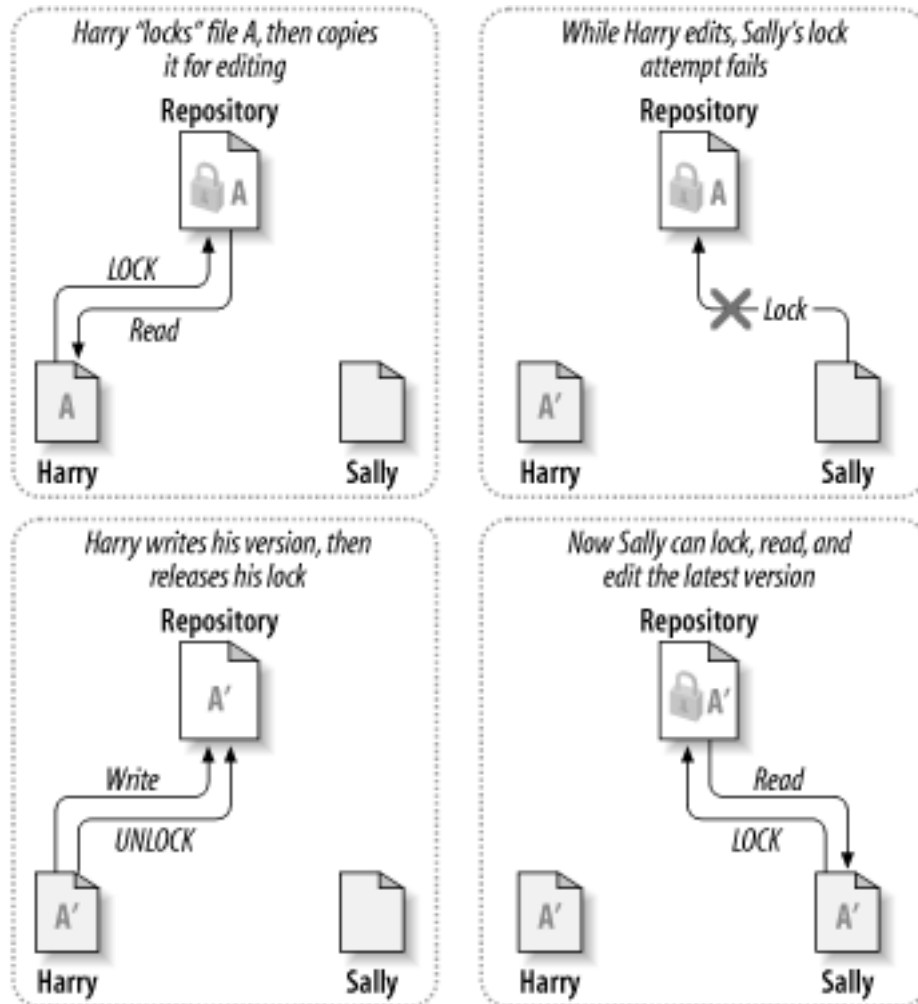 Harry “locks” file A, then copies
it for editing
Repository
A
LOCK
Read
A
Harry
Sally
While Harry edits, Sally’s lock
attempt fails
Repository
A
Lock
A’
Harry
Sally
Harry writes his version, then
releases his lock
Repository
A’
Write
UNLOCK
A’
Harry
Sally
Now Sally can lock, read, and
edit the latest version
Repository
A’
Read
LOCK
A’
A’
Harry
Sally